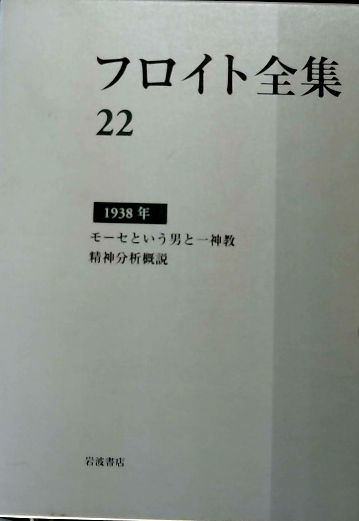 フロイト全集
22
1938年
モーセという男と一神教
精神分析概説
岩波書店